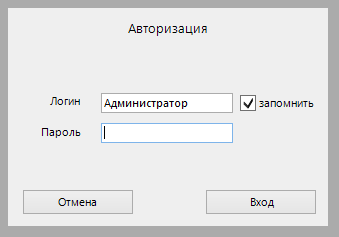 Авторизация
Логин Администратор запомнить
Пароль
Отмена Вход